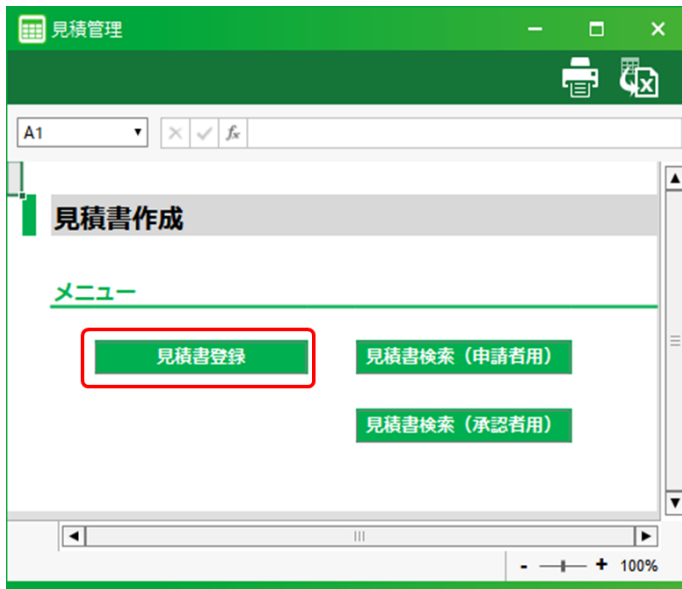 見積管理
A1
fx
見積書作成
メニュー
見積書登録
見積書検索（申請者用）
見積書検索（承認者用）
- + 100%